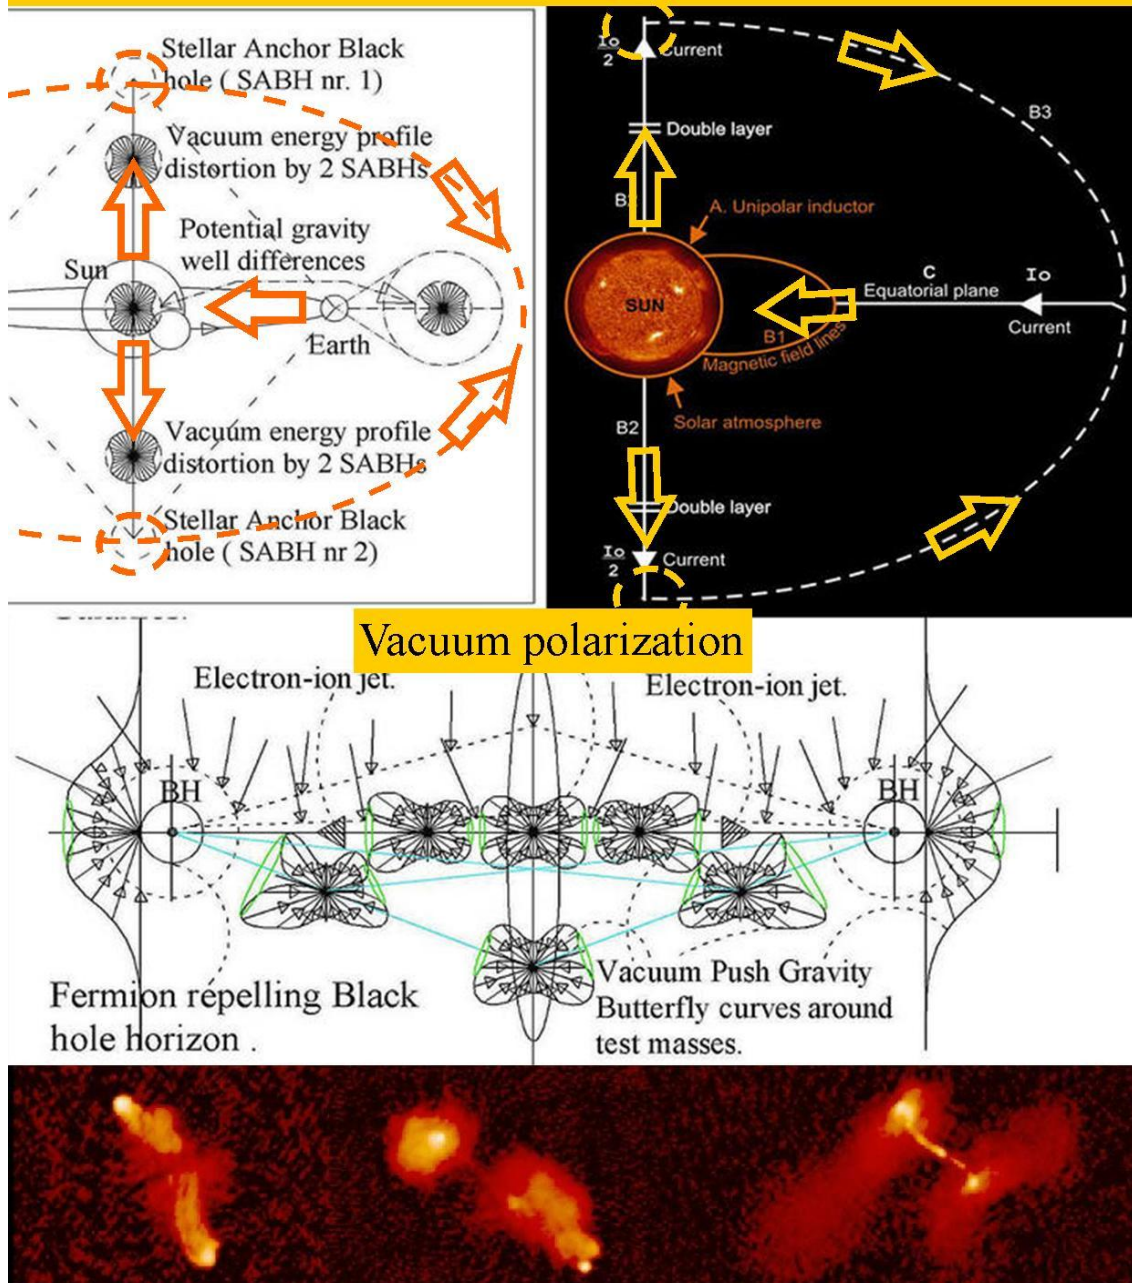 Stellar Anchor Black
hole ( SABH nr. 1)
Vacuum energy profile
distortion by 2 SABHs
Potential gravity
well differences
Sun
Earth
Vacuum energy profile
distortion by 2 SABHs
Stellar Anchor Black
hole ( SABH nr 2)
Io
2
Current
Double layer
B3
A. Unipolar inductor
SUN
C
Equatorial plane
Io
Current
B1
Magnetic field lines
Solar atmosphere
B2
Double layer
Io
2
Current
Vacuum polarization
Electron-ion jet.
Electron-ion jet.
BH
BH
Fermion repelling Black
hole horizon .
Vacuum Push Gravity
Butterfly curves around
test masses.